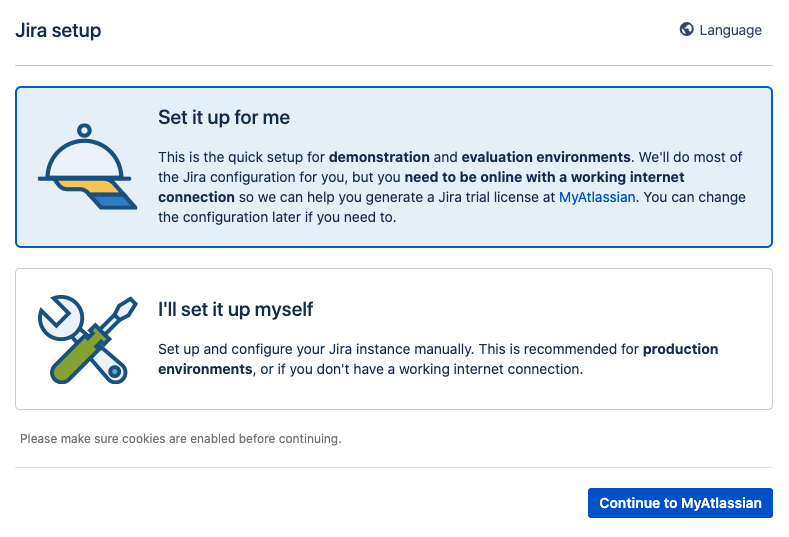 Jira setup
Language
Set it up for me
This is the quick setup for demonstration and evaluation environments. We'll do most of
the Jira configuration for you, but you need to be online with a working internet
connection so we can help you generate a Jira trial license at MyAtlassian. You can change
the configuration later if you need to.
I'll set it up myself
Set up and configure your Jira instance manually. This is recommended for production
environments, or if you don't have a working internet connection.
Please make sure cookies are enabled before continuing.
Continue to MyAtlassian